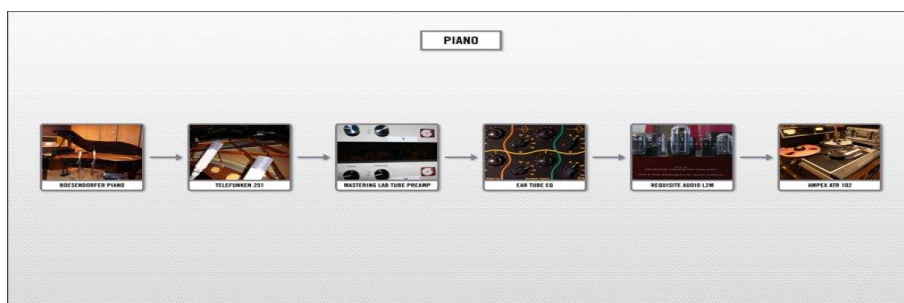 PIANO
BOESENDORFER PIANO
TELEFUNKEN 251
MASTERING LAB TUBE PREAMP
EAR TUBE EQ
REQUISITE AUDIO L2M
AMPEX ATR 102